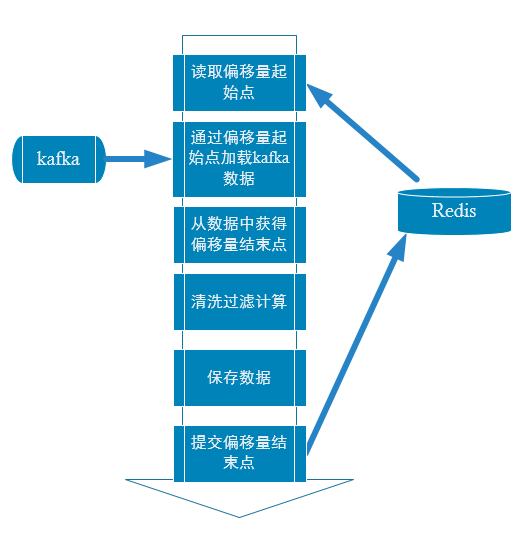 读取偏移量起
始点
kafka
通过偏移量起
始点加载kafka
数据
Redis
从数据中获得
偏移量结束点
清洗过滤计算
保存数据
提交偏移量结
束点